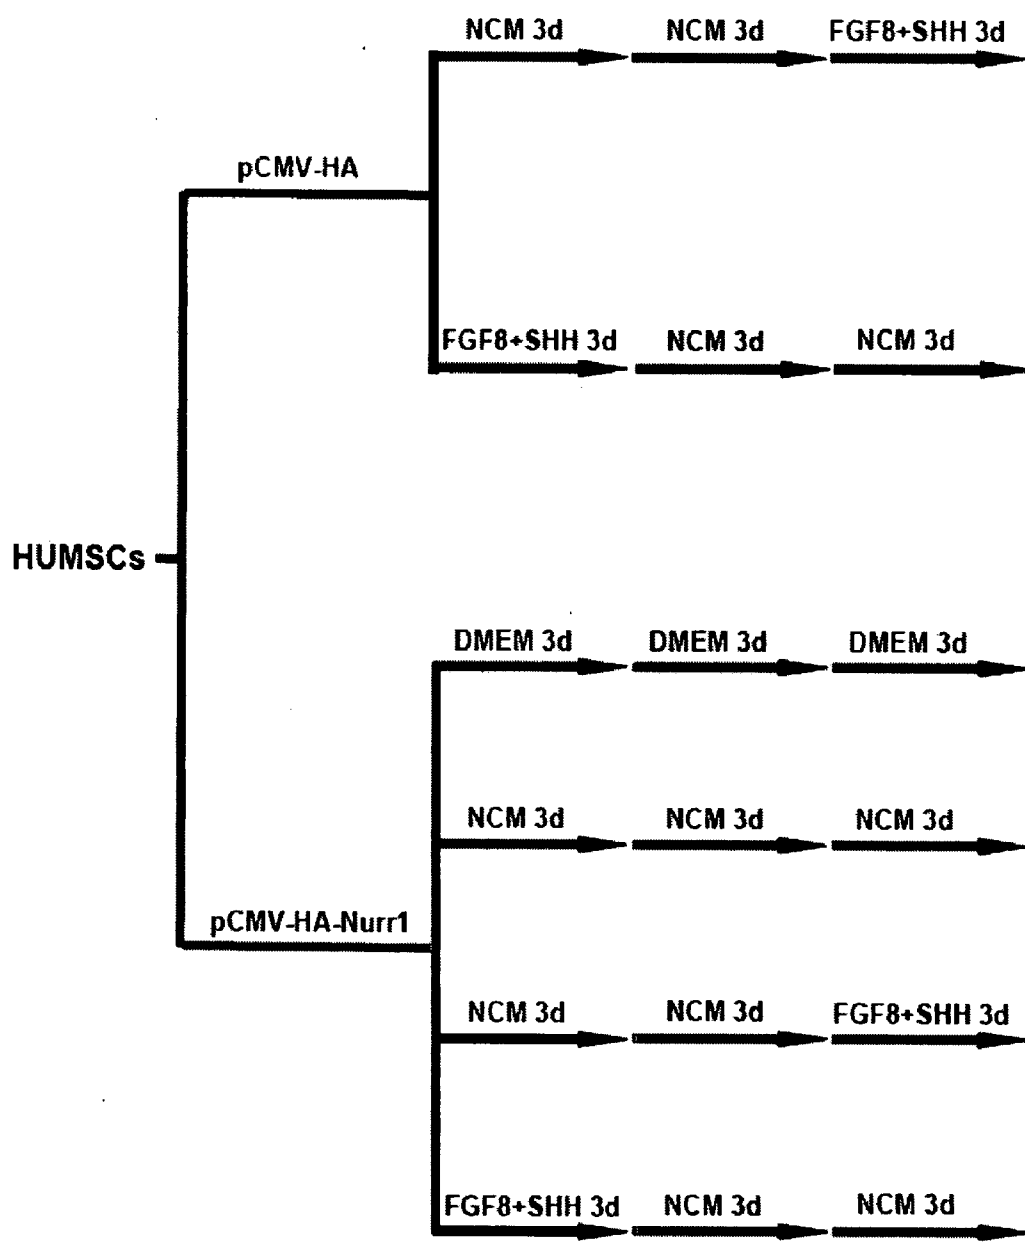 NCM 3d NCM 3d FGF8+SHH 3d
pCMV-HA
FGF8+SHH 3d NCM 3d NCM 3d
HUMSCs
DMEM 3d DMEM 3d DMEM 3d
NCM 3d NCM 3d NCM 3d
pCMV-HA-Nurr1
NCM 3d NCM 3d FGF8+SHH 3d
FGF8+SHH 3d NCM 3d NCM 3d